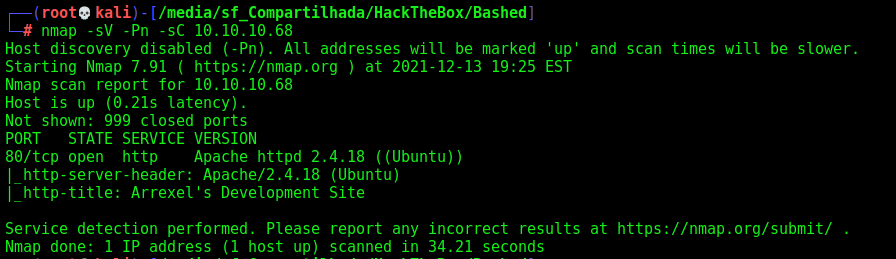 ┌──(root💀kali)-[/media/sf_Compartilhada/HackTheBox/Bashed]
└─# nmap -sV -Pn -sC 10.10.10.68
Host discovery disabled (-Pn). All addresses will be marked 'up' and scan times will be slower.
Starting Nmap 7.91 ( https://nmap.org ) at 2021-12-13 19:25 EST
Nmap scan report for 10.10.10.68
Host is up (0.21s latency).
Not shown: 999 closed ports
PORT   STATE SERVICE VERSION
80/tcp open  http    Apache httpd 2.4.18 ((Ubuntu))
|_http-server-header: Apache/2.4.18 (Ubuntu)
|_http-title: Arrexel's Development Site
Service detection performed. Please report any incorrect results at https://nmap.org/submit/ .
Nmap done: 1 IP address (1 host up) scanned in 34.21 seconds